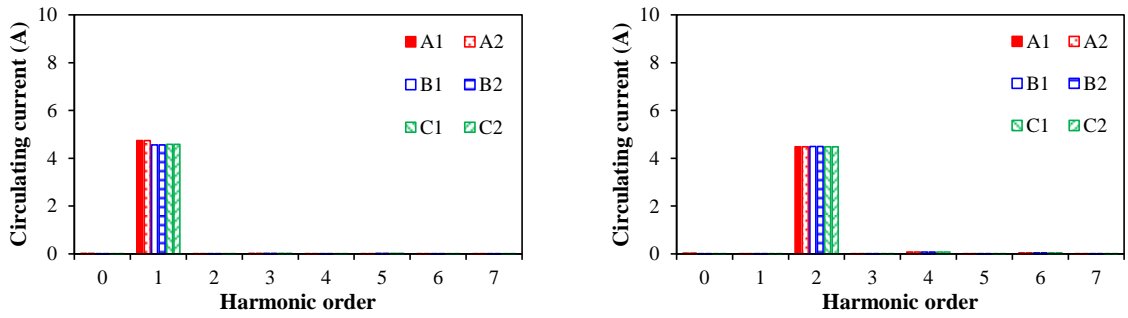 10
8
6
4
2
0
Circulating current (A)
A1 A2
B1 B2
C1 C2
0 1 2 3 4 5 6 7
Harmonic order
10
8
6
4
2
0
Circulating current (A)
A1 A2
B1 B2
C1 C2
0 1 2 3 4 5 6 7
Harmonic order